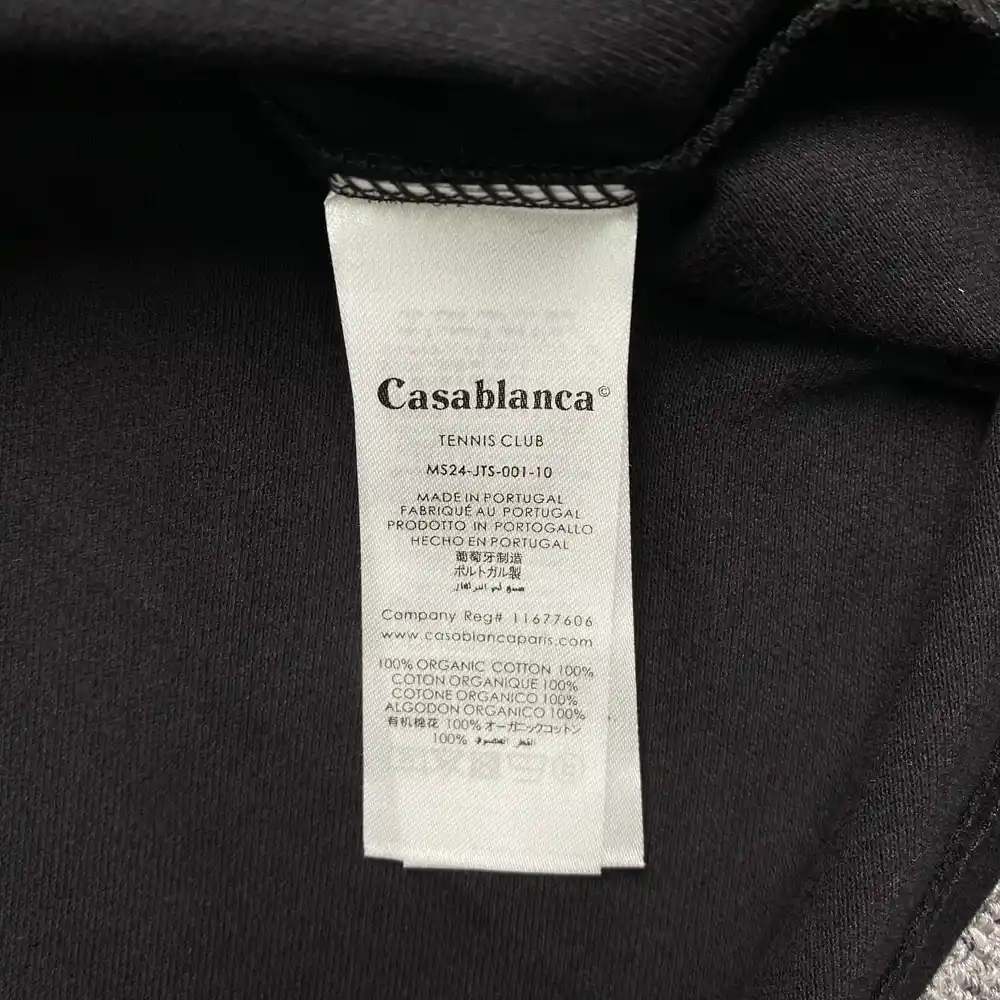 Casablanca©
TENNIS CLUB
MS24-JTS-001-10
MADE IN PORTUGAL
FABRIQUÉ AU PORTUGAL
PRODOTTO IN PORTOGALLO
HECHO EN PORTUGAL
葡萄牙制造
ポルトガル製
Company Reg# 11677606
www.casablancaparis.com
100% ORGANIC COTTON 100%
COTON ORGANIQUE 100%
COTONE ORGANICO 100%
ALGODON ORGANICO 100%
有机棉花 100% オーガニックコットン
100%